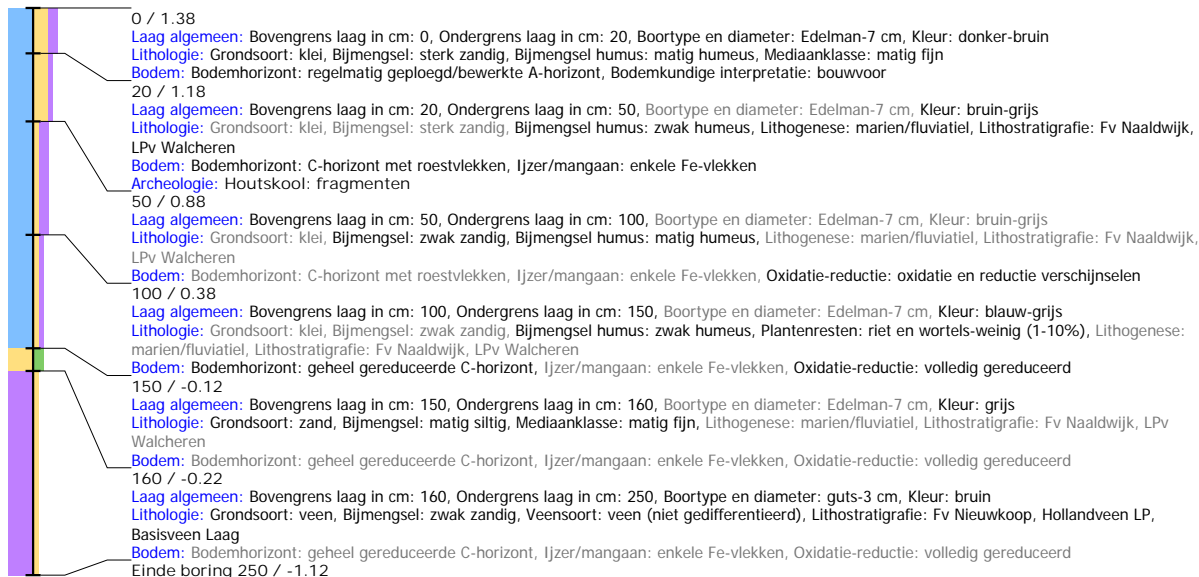 0 / 1.38
Laag algemeen: Bovengrens laag in cm: 0, Ondergrens laag in cm: 20, Boortype en diameter: Edelman-7 cm, Kleur: donker-bruin
Lithologie: Grondsoort: klei, Bijmengsel: sterk zandig, Bijmengsel humus: matig humeus, Mediaanklasse: matig fijn
Bodem: Bodemhorizont: regelmatig geploegd/bewerkte A-horizont, Bodemkundige interpretatie: bouwvoor
20 / 1.18
Laag algemeen: Bovengrens laag in cm: 20, Ondergrens laag in cm: 50, Boortype en diameter: Edelman-7 cm, Kleur: bruin-grijs
Lithologie: Grondsoort: klei, Bijmengsel: sterk zandig, Bijmengsel humus: zwak humeus, Lithogenese: marien/fluviatiel, Lithostratigrafie: Fv Naaldwijk,
LPv Walcheren
Bodem: Bodemhorizont: C-horizont met roestvlekken, Ijzer/mangaan: enkele Fe-vlekken
Archeologie: Houtskool: fragmenten
50 / 0.88
Laag algemeen: Bovengrens laag in cm: 50, Ondergrens laag in cm: 100, Boortype en diameter: Edelman-7 cm, Kleur: bruin-grijs
Lithologie: Grondsoort: klei, Bijmengsel: zwak zandig, Bijmengsel humus: matig humeus, Lithogenese: marien/fluviatiel, Lithostratigrafie: Fv Naaldwijk,
LPv Walcheren
Bodem: Bodemhorizont: C-horizont met roestvlekken, Ijzer/mangaan: enkele Fe-vlekken, Oxidatie-reductie: oxidatie en reductie verschijnselen
100 / 0.38
Laag algemeen: Bovengrens laag in cm: 100, Ondergrens laag in cm: 150, Boortype en diameter: Edelman-7 cm, Kleur: blauw-grijs
Lithologie: Grondsoort: klei, Bijmengsel: zwak zandig, Bijmengsel humus: zwak humeus, Plantenresten: riet en wortels-weinig (1-10%), Lithogenese:
marien/fluviatiel, Lithostratigrafie: Fv Naaldwijk, LPv Walcheren
Bodem: Bodemhorizont: geheel gereduceerde C-horizont, Ijzer/mangaan: enkele Fe-vlekken, Oxidatie-reductie: volledig gereduceerd
150 / -0.12
Laag algemeen: Bovengrens laag in cm: 150, Ondergrens laag in cm: 160, Boortype en diameter: Edelman-7 cm, Kleur: grijs
Lithologie: Grondsoort: zand, Bijmengsel: matig siltig, Mediaanklasse: matig fijn, Lithogenese: marien/fluviatiel, Lithostratigrafie: Fv Naaldwijk, LPv
Walcheren
Bodem: Bodemhorizont: geheel gereduceerde C-horizont, Ijzer/mangaan: enkele Fe-vlekken, Oxidatie-reductie: volledig gereduceerd
160 / -0.22
Laag algemeen: Bovengrens laag in cm: 160, Ondergrens laag in cm: 250, Boortype en diameter: guts-3 cm, Kleur: bruin
Lithologie: Grondsoort: veen, Bijmengsel: zwak zandig, Veensoort: veen (niet gedifferentieerd), Lithostratigrafie: Fv Nieuwkoop, Hollandveen LP,
Basisveen Laag
Bodem: Bodemhorizont: geheel gereduceerde C-horizont, Ijzer/mangaan: enkele Fe-vlekken, Oxidatie-reductie: volledig gereduceerd
Einde boring 250 / -1.12